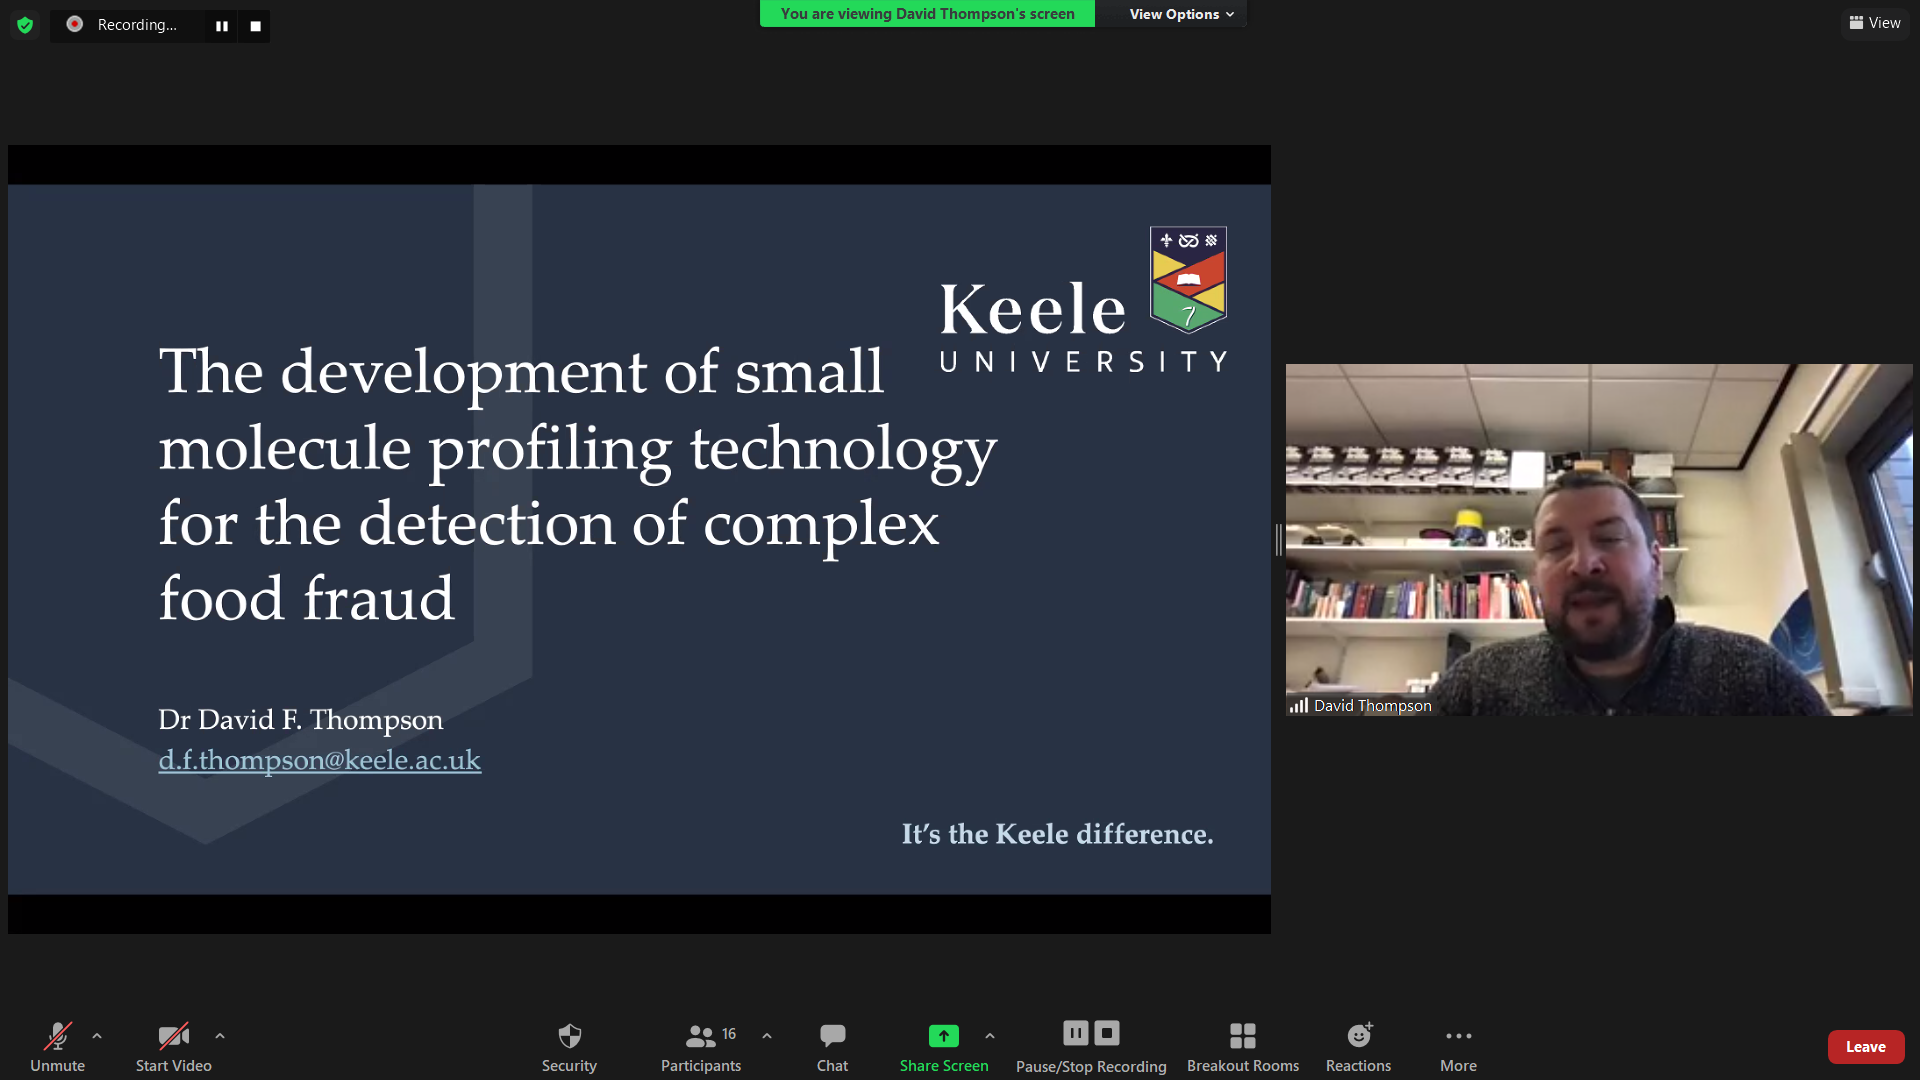 Recording...
You are viewing David Thompson's screen
View Options
View
Keele
UNIVERSITY
The development of small
molecule profiling technology
for the detection of complex
food fraud
Dr David F. Thompson
d.f.thompson@keele.ac.uk
It's the Keele difference.
David Thompson
Unmute
Start Video
Security
Participants
16
Chat
Share Screen
Pause/Stop Recording
Breakout Rooms
Reactions
More
Leave